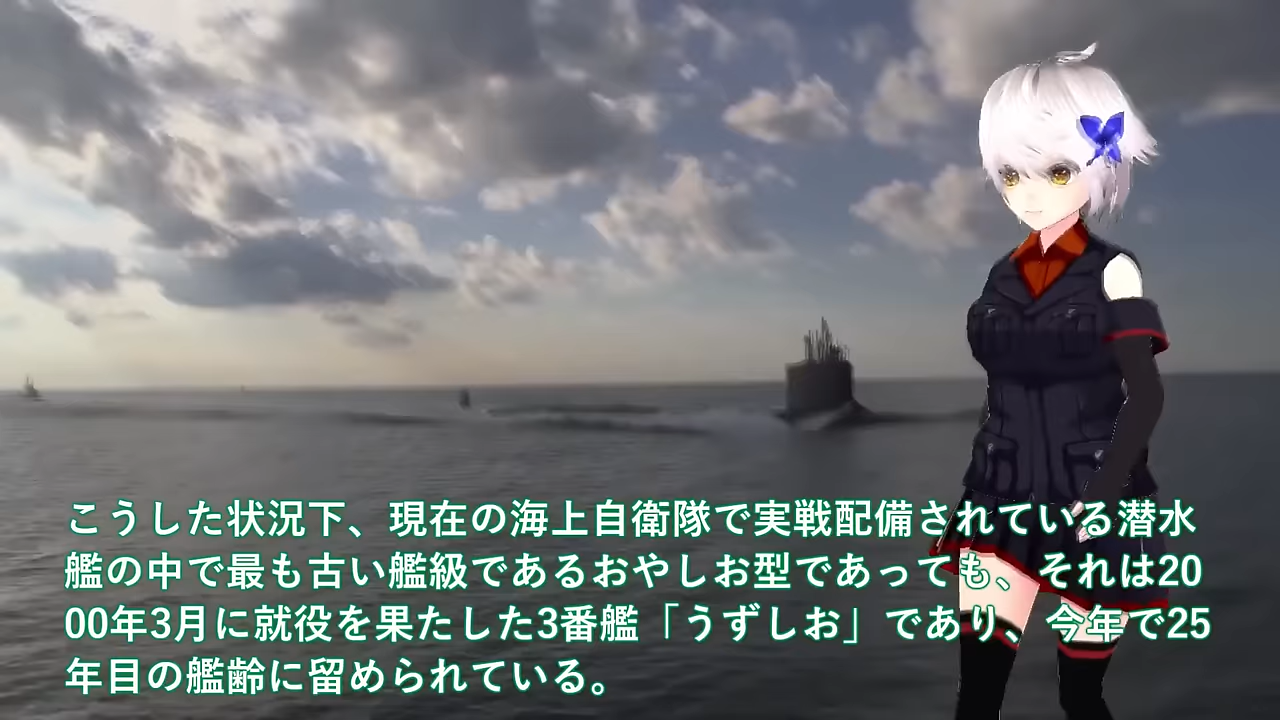 こうした状況下、現在の海上自衛隊で実戦配備されている潜水
艦の中で最も古い艦級であるおやしお型であっても、それは20
00年3月に就役を果たした3番艦「うずしお」であり、今年で25
年目の艦齢に留められている。